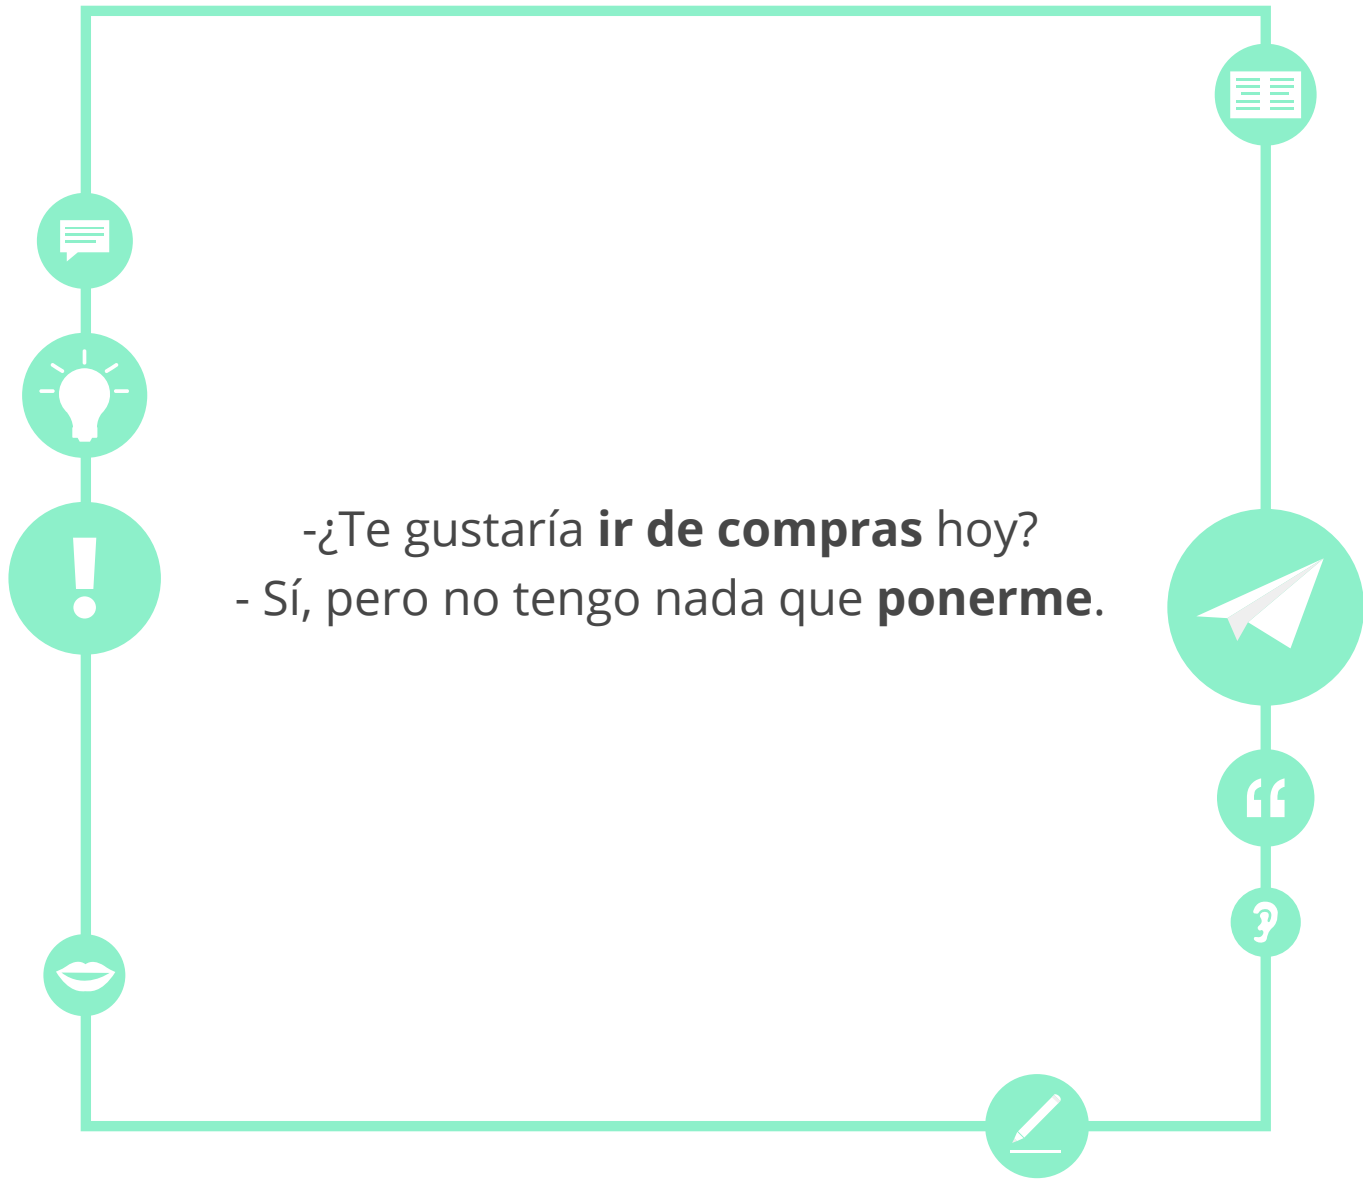 -¿Te gustaría ir de compras hoy?
- Sí, pero no tengo nada que ponerme.